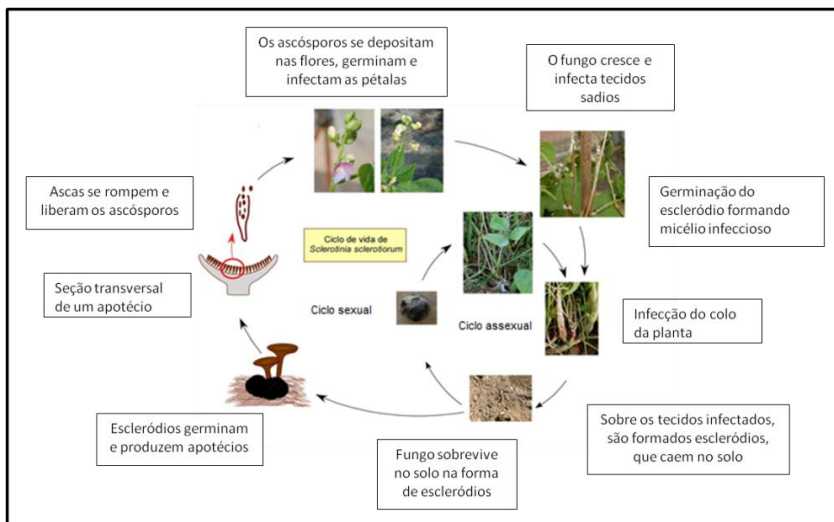 Os ascósporos se depositam
nas flores, germinam e
infectam as pétalas
O fungo cresce e
infecta tecidos
sadios
Ascas se rompem e
liberam os ascósporos
Germinação do
escleródio formando
micélio infeccioso
Ciclo de vida de
Sclerotinia sclerotiorum
Seção transversal
de um apotécio
Ciclo sexual
Ciclo assexual
Infecção do colo
da planta
Escleródios germinam
e produzem apotécios
Fungo sobrevive
no solo na forma
de escleródios
Sobre os tecidos infectados,
são formados escleródios,
que caem no solo